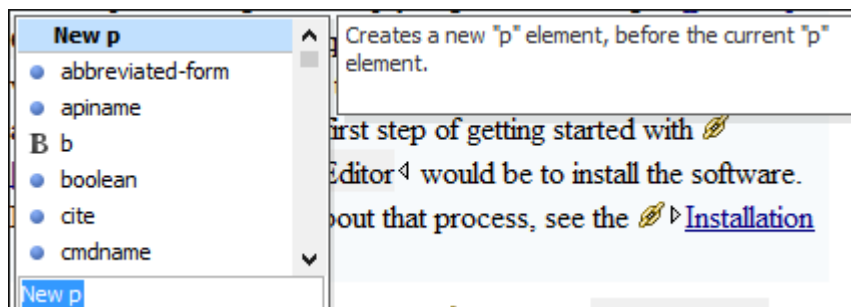 New p
abbreviated-form
apiname
B b
boolean
cite
cmdname
New p
Creates a new "p" element, before the current "p"
element.
first step of getting started with
Editor would be to install the software.
out that process, see the Installation